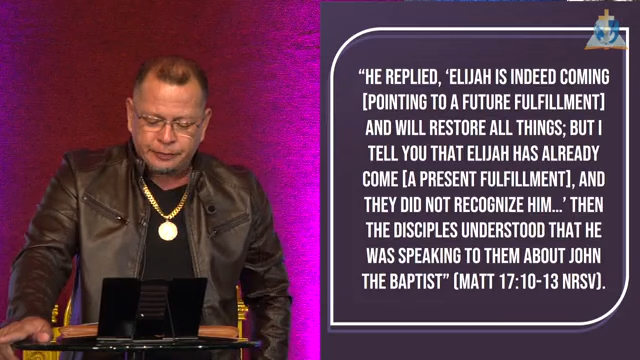 “HE REPLIED, ‘ELIJAH IS INDEED COMING
[POINTING TO A FUTURE FULFILLMENT]
AND WILL RESTORE ALL THINGS; BUT I
TELL YOU THAT ELIJAH HAS ALREADY
COME [A PRESENT FULFILLMENT], AND
THEY DID NOT RECOGNIZE HIM...’ THEN
THE DISCIPLES UNDERSTOOD THAT HE
WAS SPEAKING TO THEM ABOUT JOHN
THE BAPTIST” (MATT 17:10-13 NRSV).